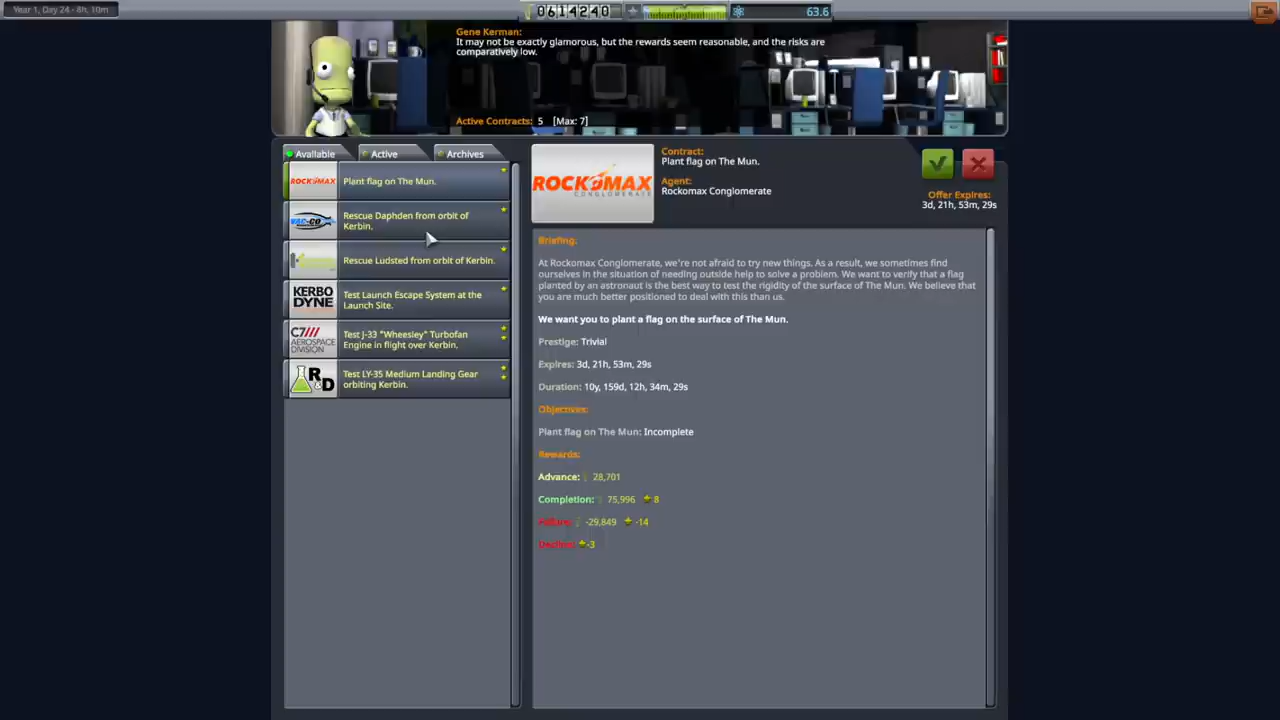 Year 1, Day 24 - 8h, 10m
0614240
63.6
Gene Kerman:
It may not be exactly glamorous, but the rewards seem reasonable, and the risks are
comparatively low.
Active Contracts: 5 [Max: 7]
Available
Active
Archives
ROCKOMAX
Plant flag on The Mun.
VAC-CO
Rescue Daphden from orbit of
Kerbin.
Rescue Ludsted from orbit of Kerbin.
KERBO
DYNE
Test Launch Escape System at the
Launch Site.
C7///
AEROSPACE
DIVISION
Test J-33 "Wheesley" Turbofan
Engine in flight over Kerbin.
R&D
Test LY-35 Medium Landing Gear
orbiting Kerbin.
ROCKOMAX
CONGLOMERATE
Contract:
Plant flag on The Mun.
Agent:
Rockomax Conglomerate
Offer Expires:
3d, 21h, 53m, 29s
Briefing:
At Rockomax Conglomerate, we're not afraid to try new things. As a result, we sometimes find
ourselves in the situation of needing outside help to solve a problem. We want to verify that a flag
planted by an astronaut is the best way to test the rigidity of the surface of The Mun. We believe that
you are much better positioned to deal with this than us.
We want you to plant a flag on the surface of The Mun.
Prestige: Trivial
Expires: 3d, 21h, 53m, 29s
Duration: 10y, 159d, 12h, 34m, 29s
Objectives:
Plant flag on The Mun: Incomplete
Rewards:
Advance: 28,701
Completion: 75,996 8
Failure: -29,849 -14
Decline: -3